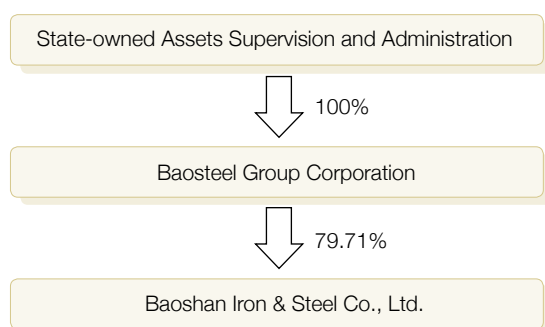 State-owned Assets Supervision and Administration
100%
Baosteel Group Corporation
79.71%
Baoshan Iron & Steel Co., Ltd.